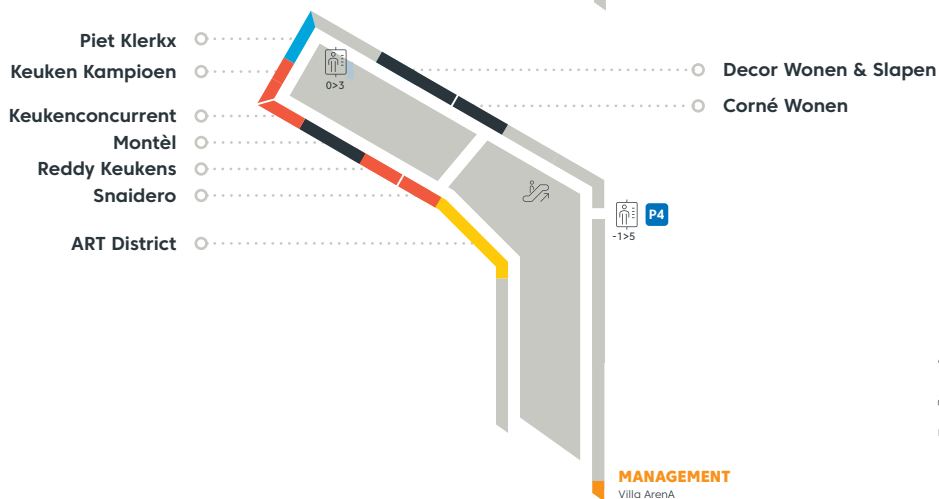 Piet Klerkx
Keuken Kampioen
Keukenconcurrent
Montèl
Reddy Keukens
Snaidero
ART District
0>3
Decor Wonen & Slapen
Corné Wonen
P4
-1>5
MANAGEMENT
Villa ArenA